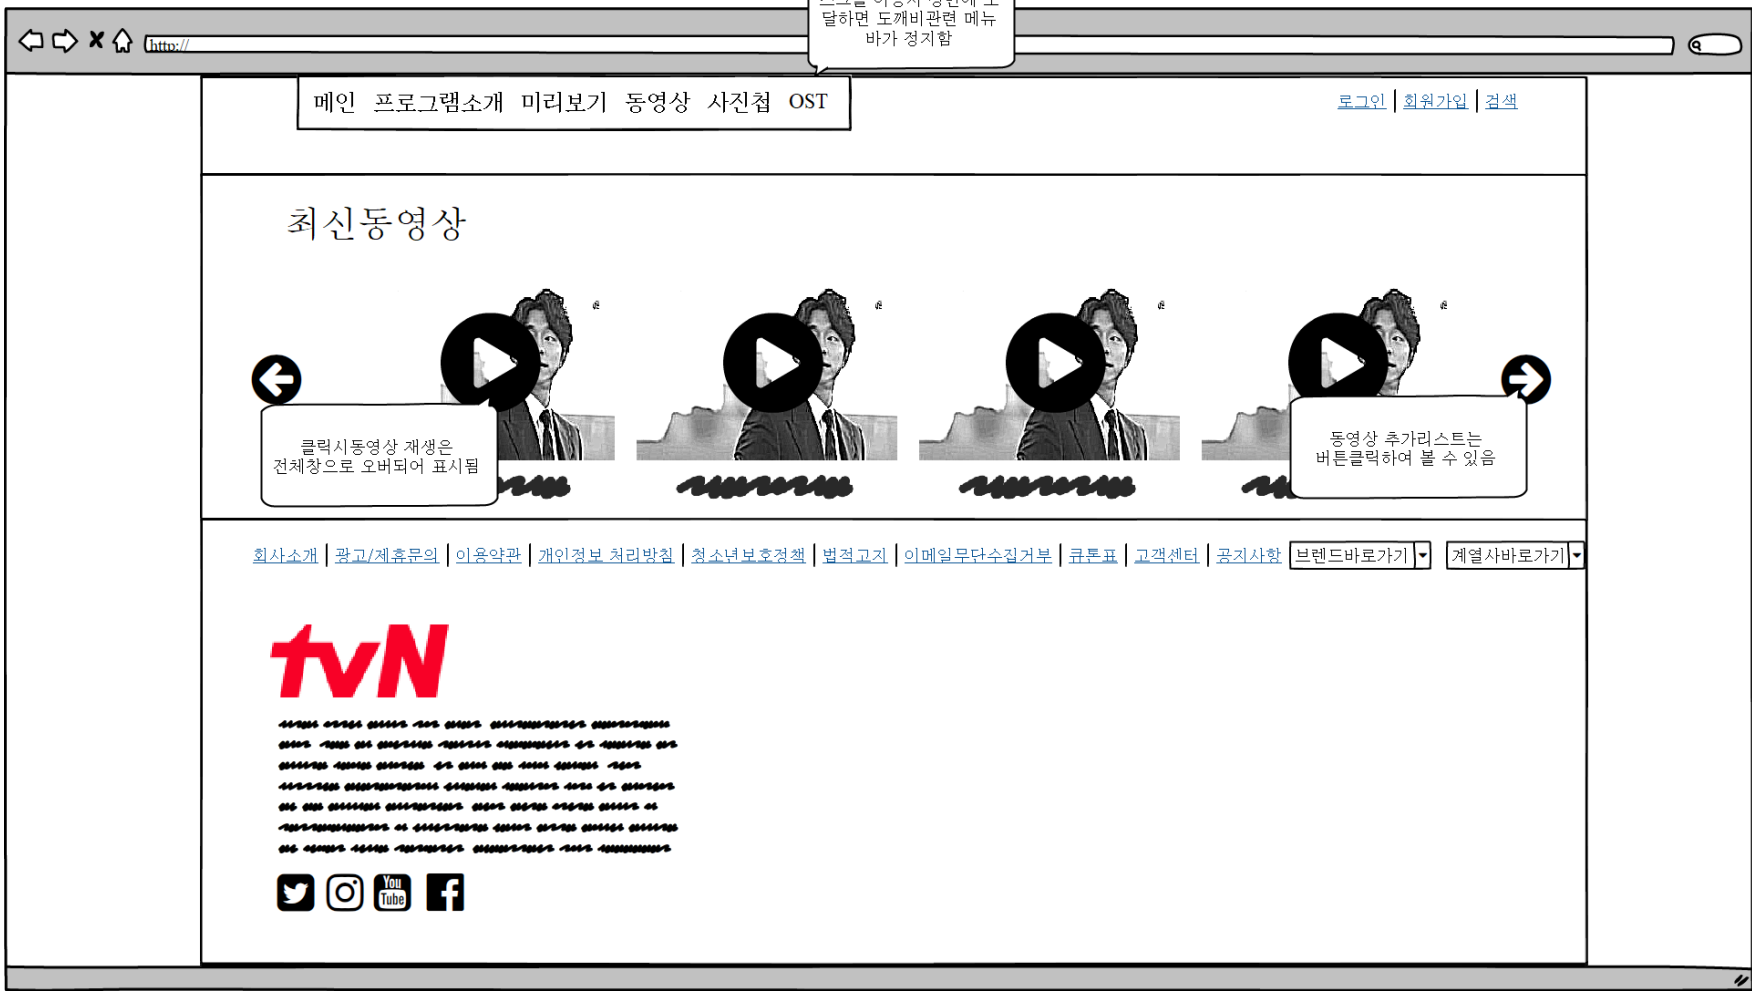 달하면 도깨비관련 메뉴
바가 정지함
http://
메인 프로그램소개 미리보기 동영상 사진첩 OST
로그인 | 회원가입 | 검색
최신동영상
클릭시동영상 재생은
전체창으로 오버되어 표시됨
동영상 추가리스트는
버튼클릭하여 볼 수 있음
회사소개 | 광고/제휴문의 | 이용약관 | 개인정보 처리방침 | 청소년보호정책 | 법적고지 | 이메일무단수집거부 | 큐톤표 | 고객센터 | 공지사항 브렌드바로가기 계열사바로가기
tvN
You
Tube